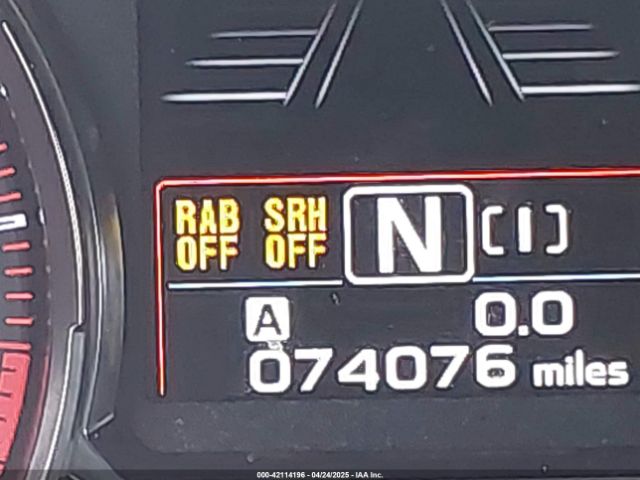 RAB SRH N [I]
OFF OFF
A 0.0
074076 miles
000-42114196 - 04/24/2025 - IAA Inc.